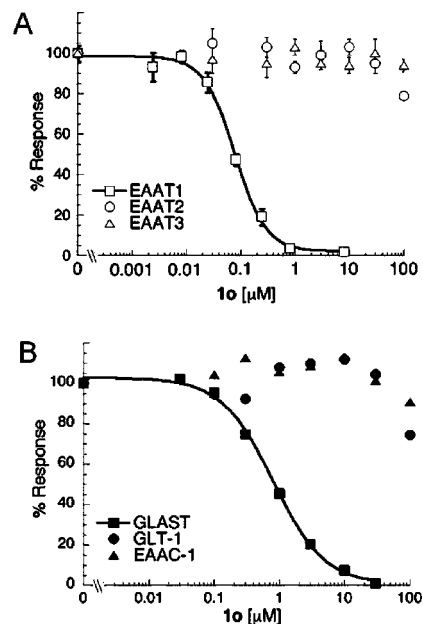 A
% Response
100
80
60
40
20
0
EAAT1
EAAT2
EAAT3
0 0.001 0.01 0.1 1 10 100
1o [µM]
B
% Response
100
80
60
40
20
0
GLAST
GLT-1
EAAC-1
0 0.01 0.1 1 10 100
1o [µM]